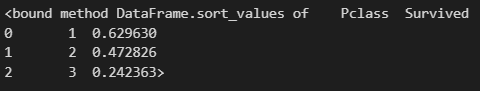 <bound method DataFrame.sort_values of    Pclass  Survived
0       1  0.629630
1       2  0.472826
2       3  0.242363>